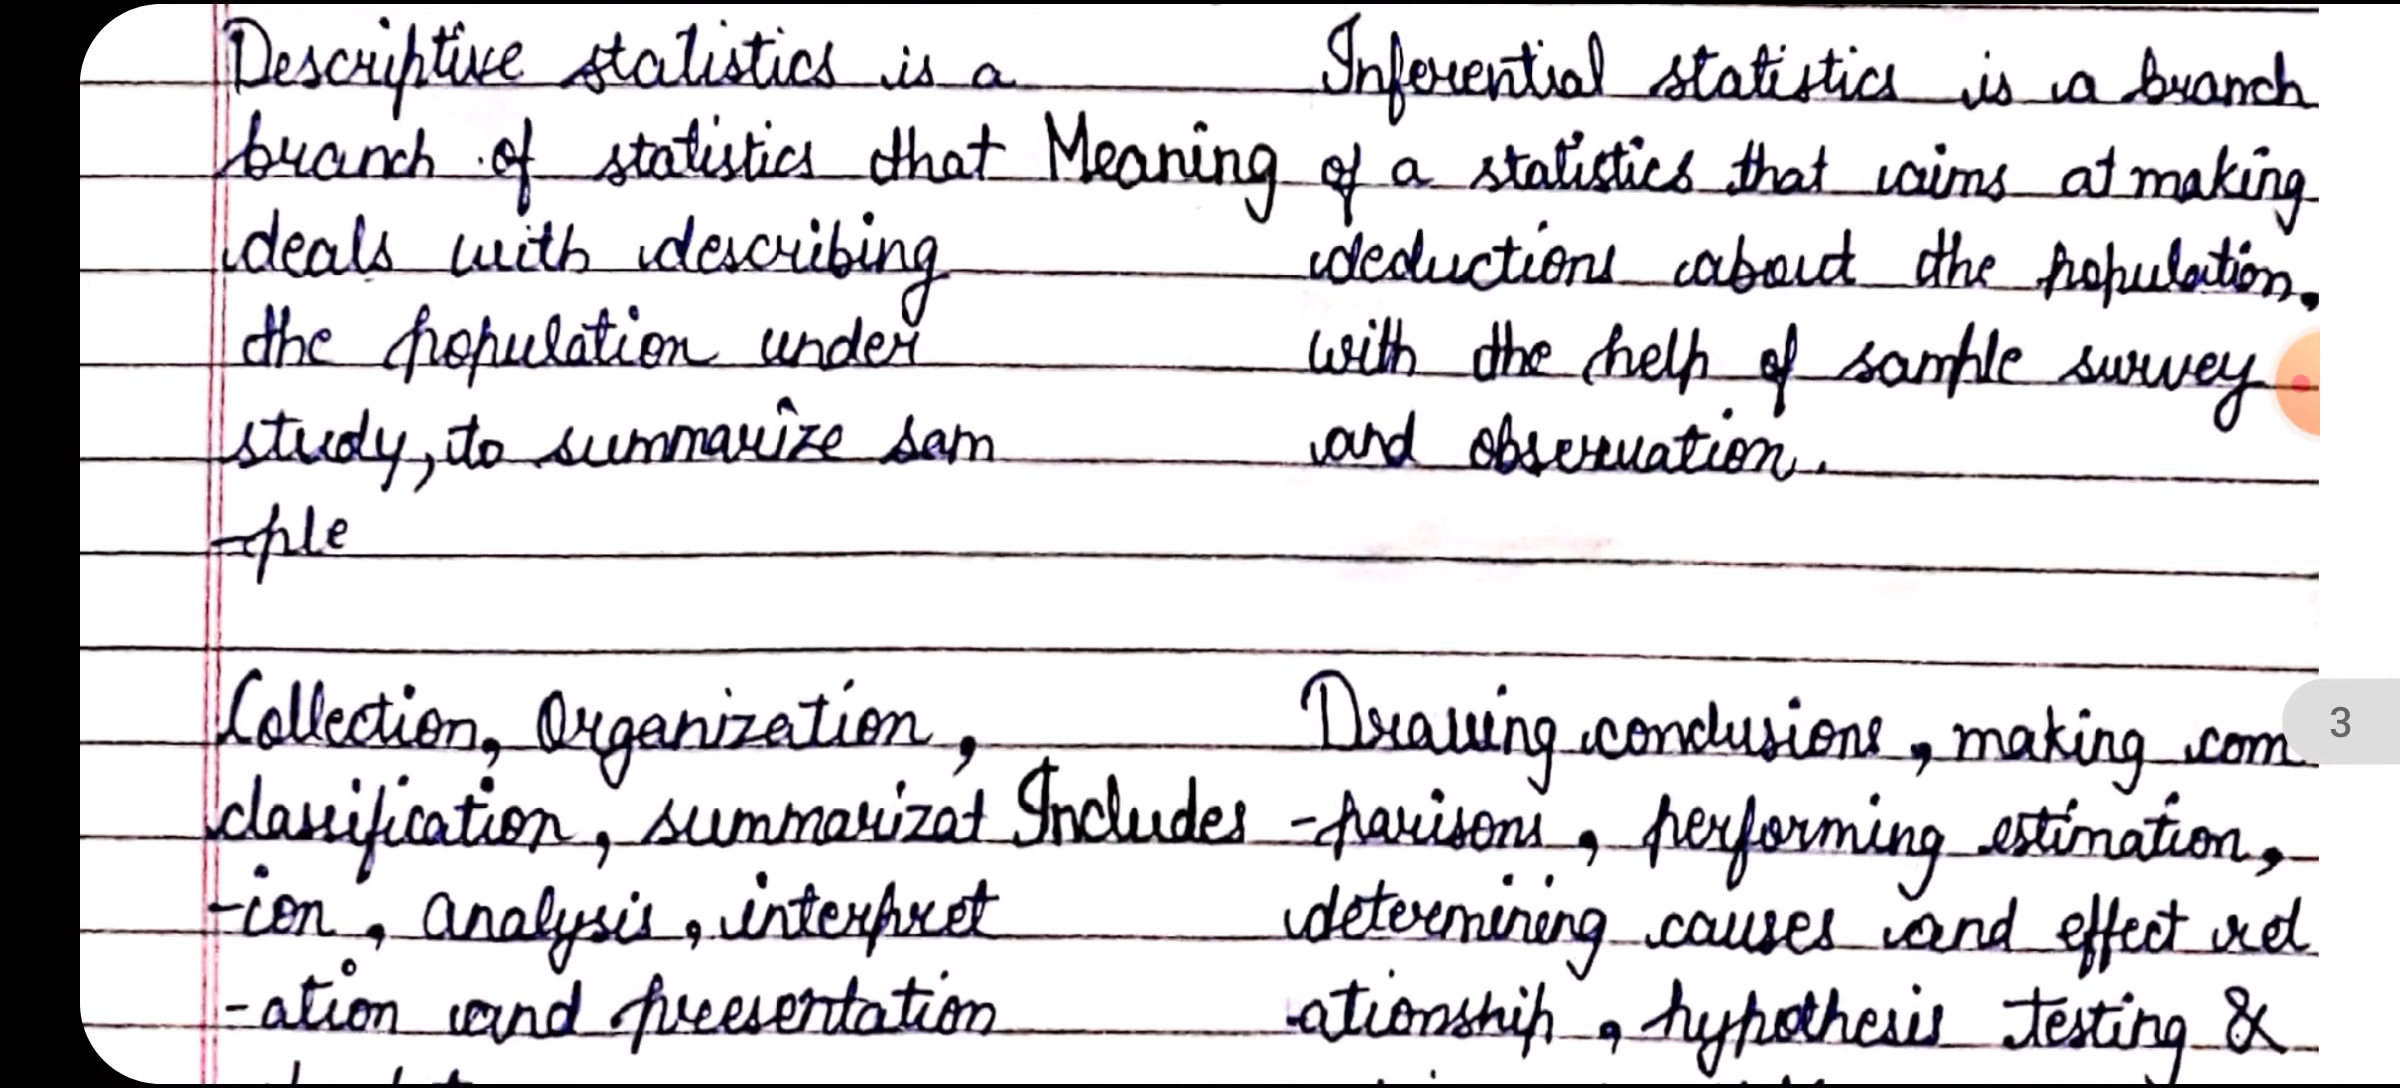 Descriptive statistics is a Inferential statistics is a branch
branch of statistics that Meaning of a statistics that aims at making
deals with describing deductions about the population.
the population under with the help of sample survey
study, to summarize sam and observation.
-ple
Collection, Organization, Drawing conclusions, making com
classification, summarizat Includes -parisons, performing estimation,
-ion, analysis, interpret determining causes and effect rel
-ation and preesentation -ationship, hypothesis testing &
3